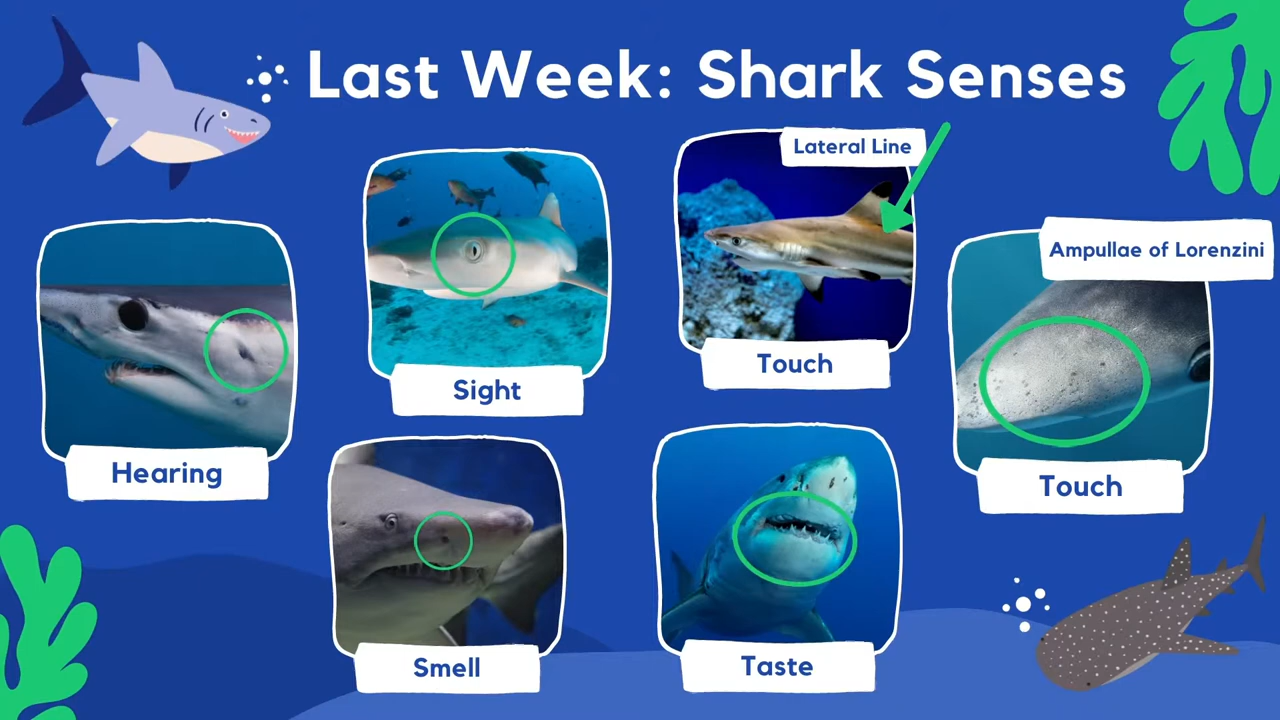 Last Week: Shark Senses
Lateral Line
Ampullae of Lorenzini
Hearing
Sight
Touch
Touch
Smell
Taste